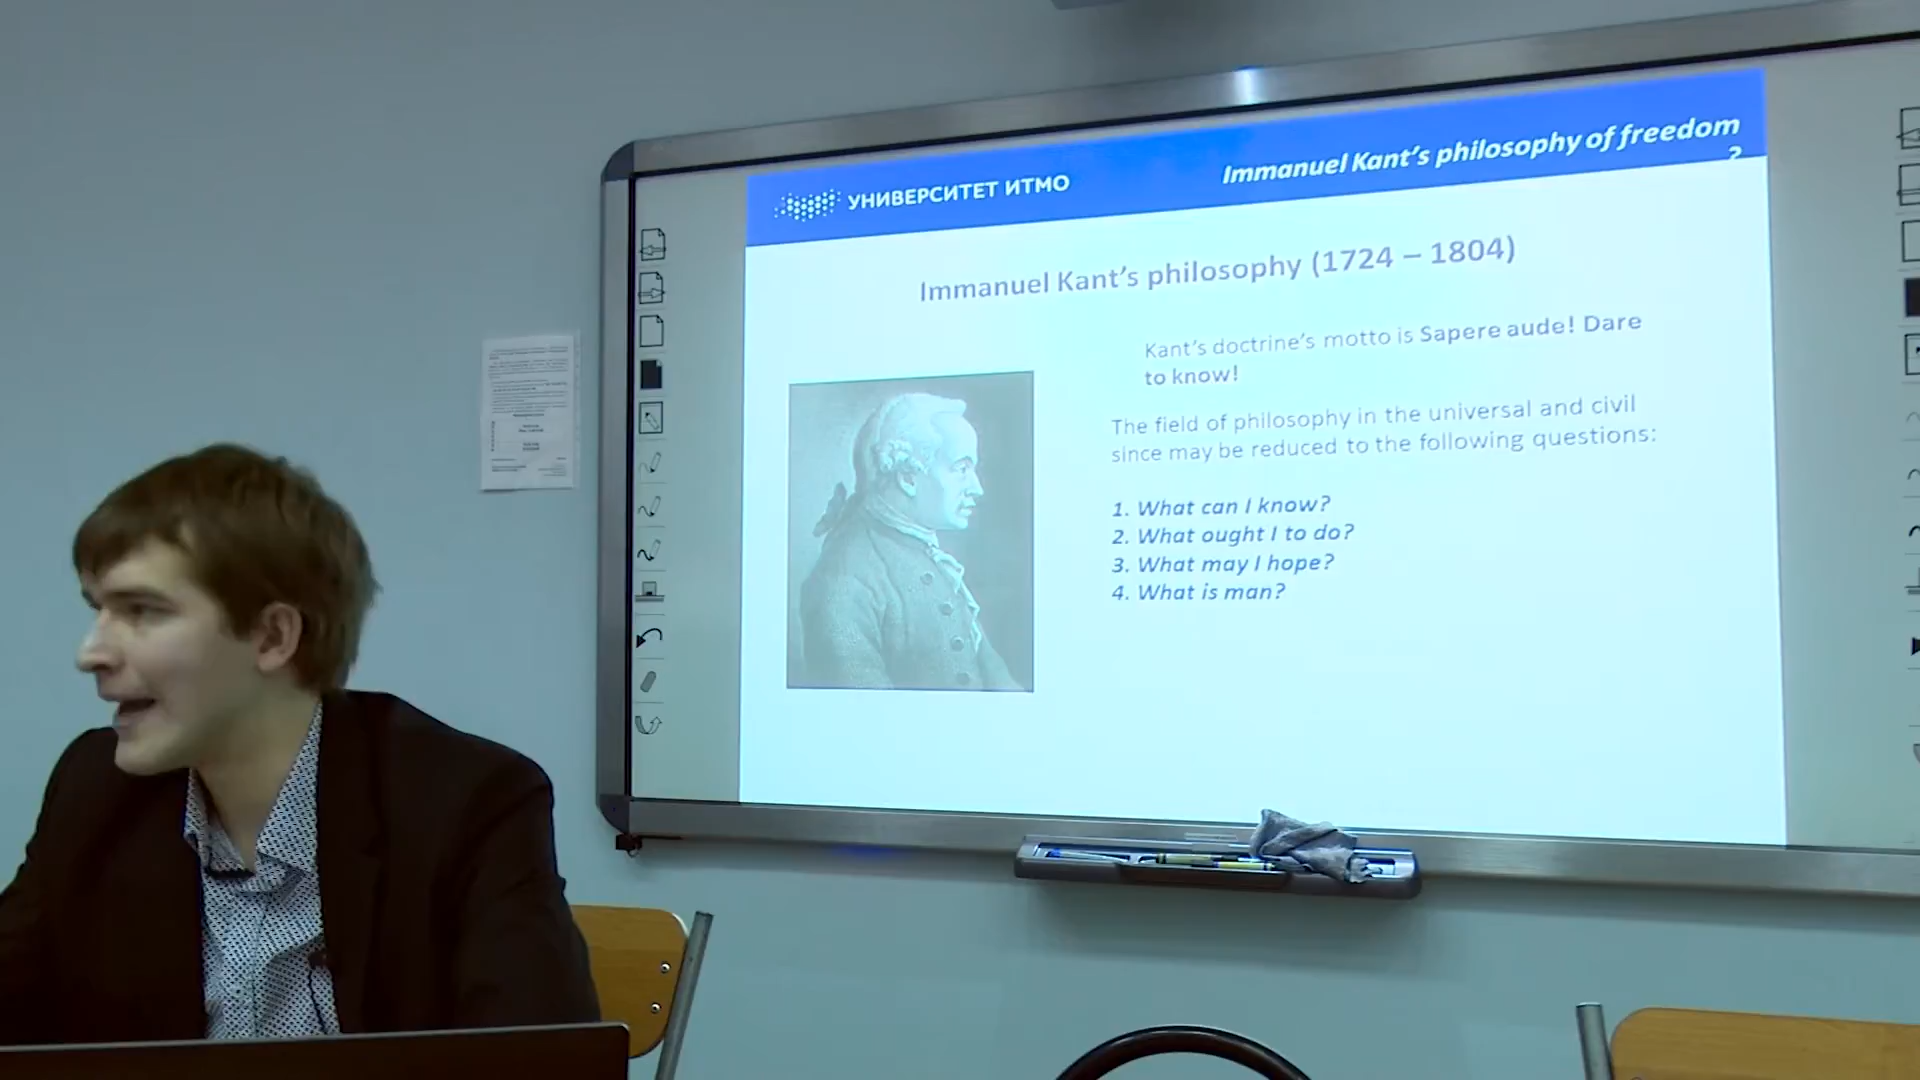 УНИВЕРСИТЕТ ИТМО
Immanuel Kant's philosophy of freedom
2
Immanuel Kant's philosophy (1724 – 1804)
Kant's doctrine's motto is Sapere aude! Dare
to know!
The field of philosophy in the universal and civil
since may be reduced to the following questions:
1. What can I know?
2. What ought I to do?
3. What may I hope?
4. What is man?